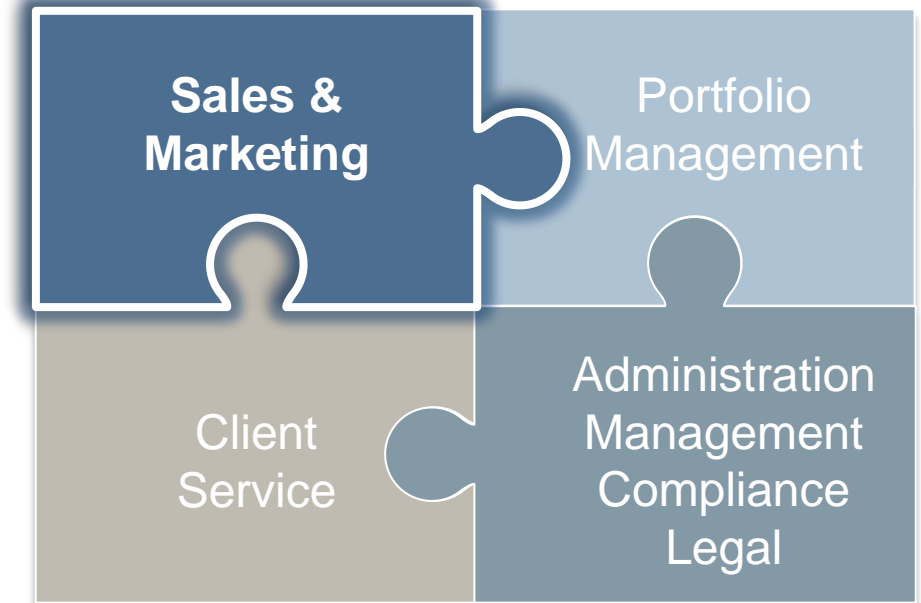 Sales &
Marketing
Portfolio
Management
Client
Service
Administration
Management
Compliance
Legal